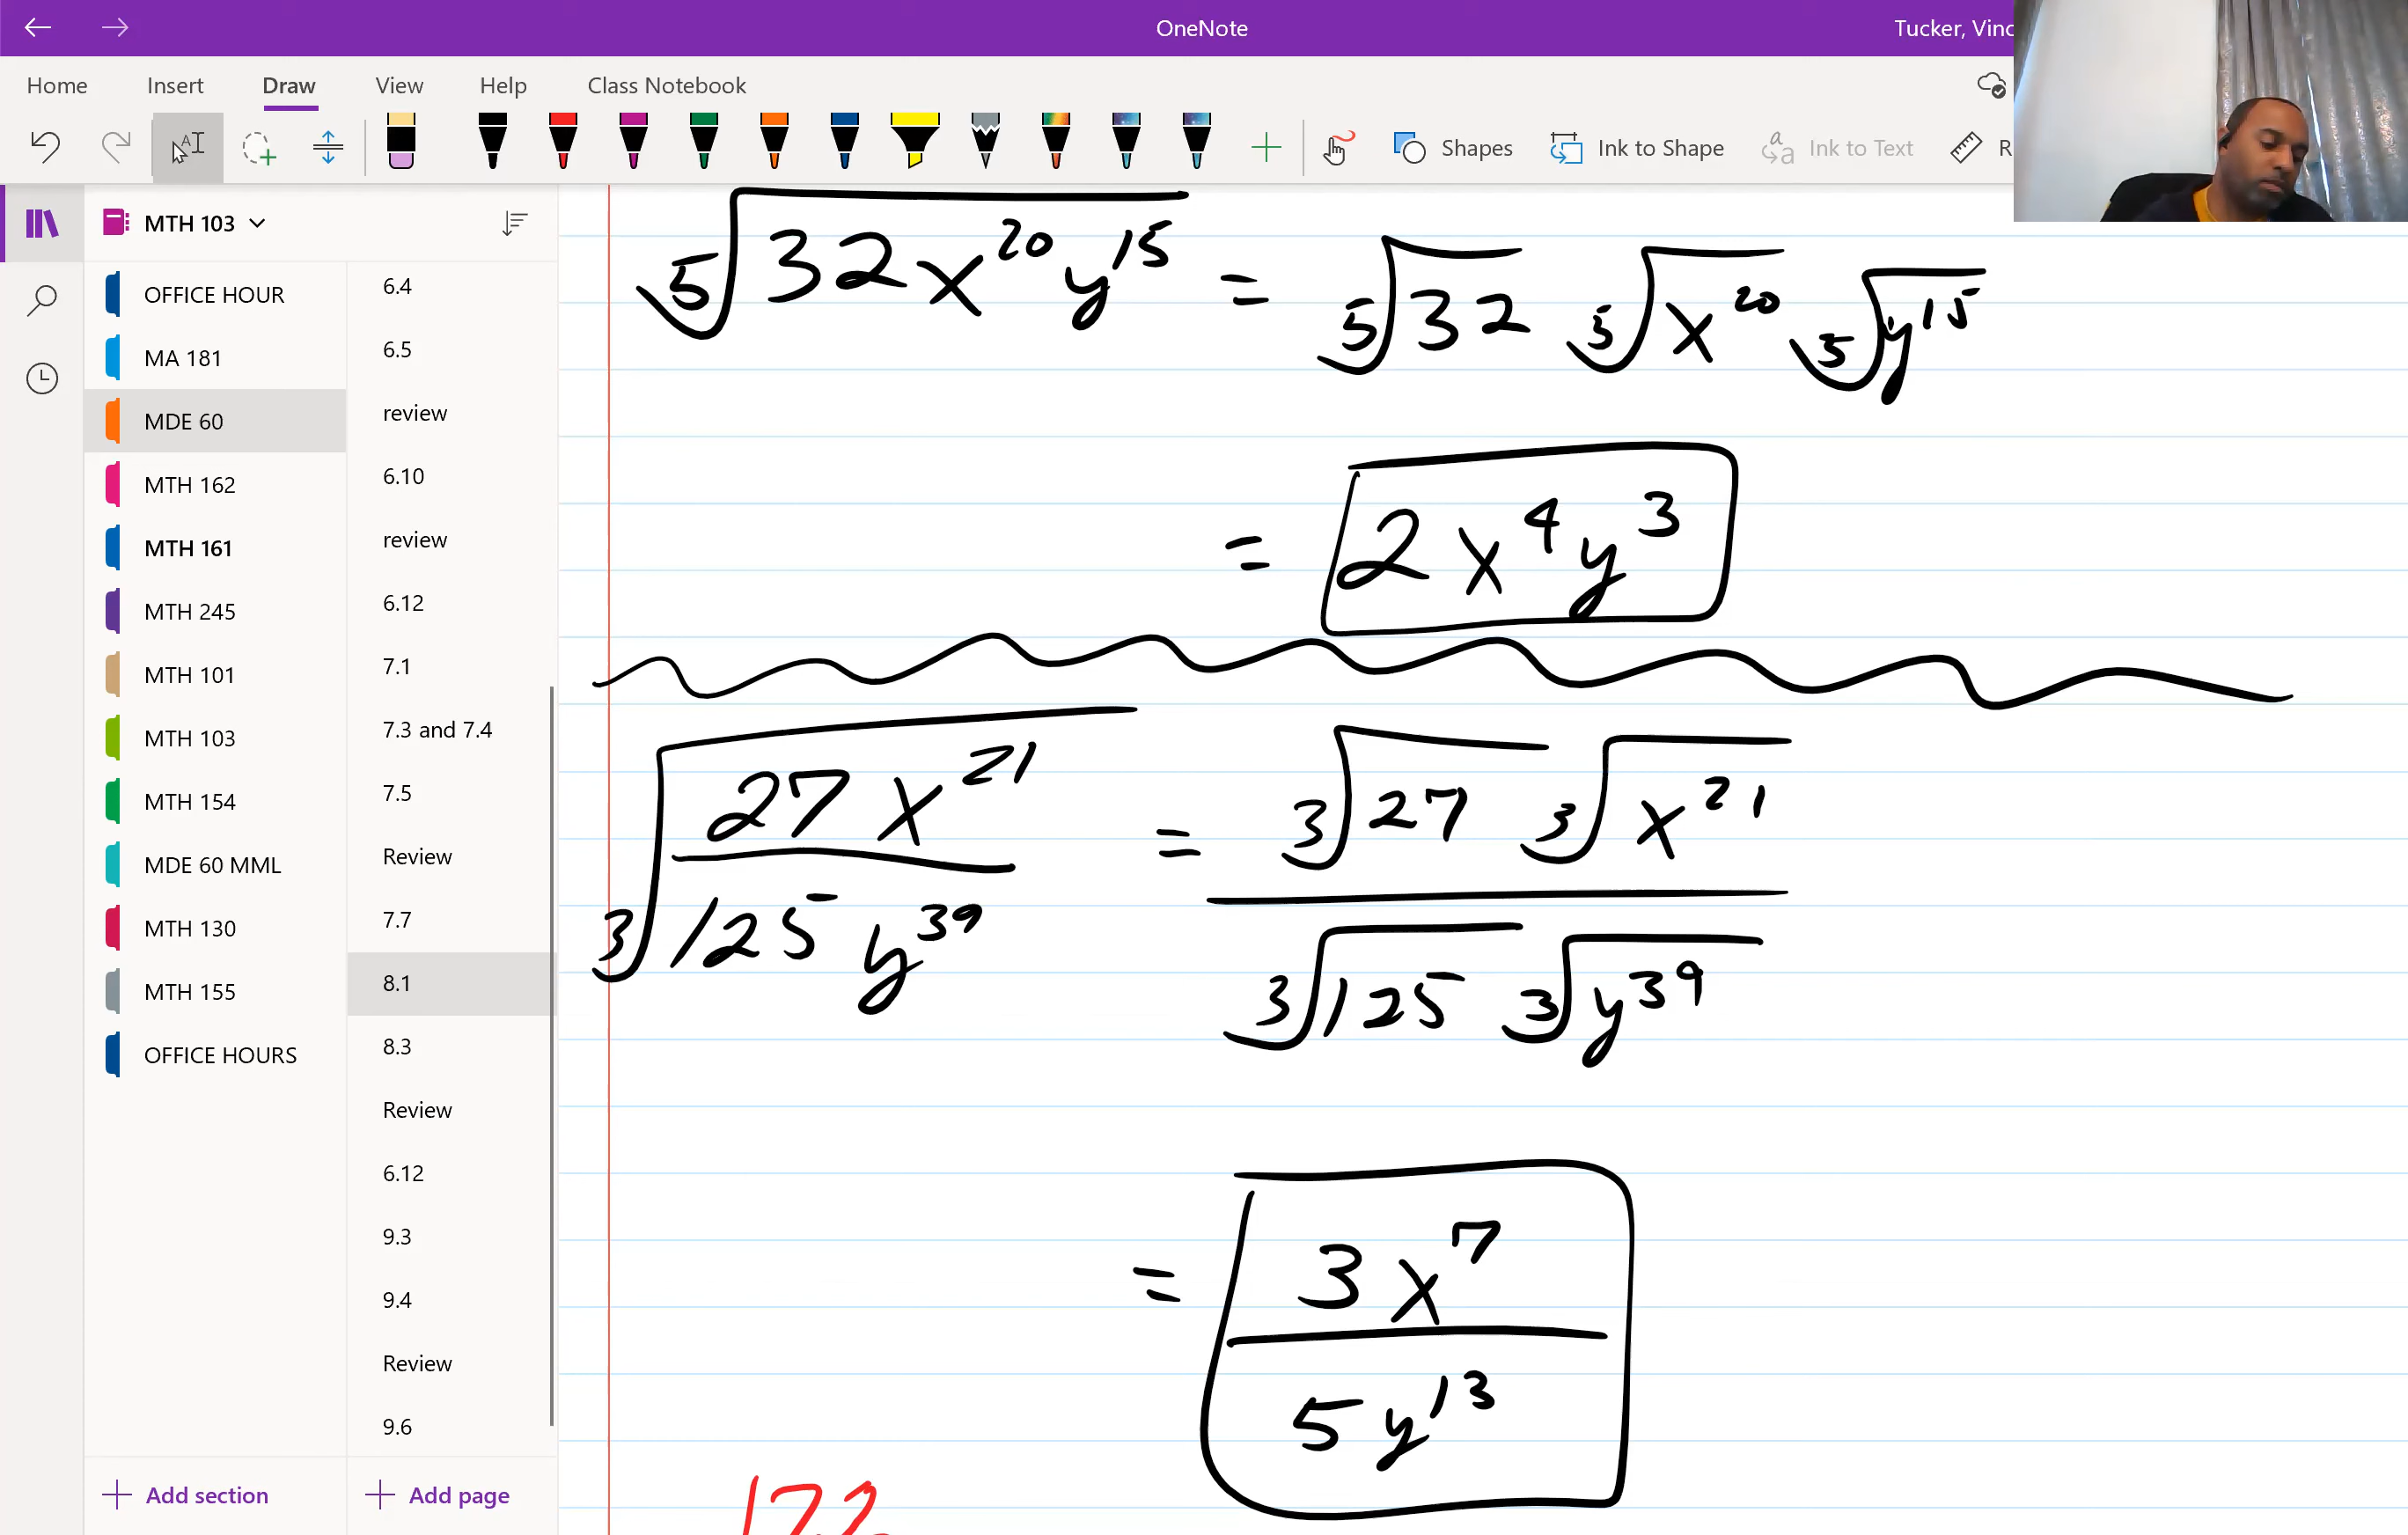 OneNote
Tucker, Vinc
Home Insert Draw View Help Class Notebook
Shapes Ink to Shape Ink to Text R
MTH 103
OFFICE HOUR
MA 181
MDE 60
MTH 162
MTH 161
MTH 245
MTH 101
MTH 103
MTH 154
MDE 60 MML
MTH 130
MTH 155
OFFICE HOURS
Add section
6.4
6.5
review
6.10
review
6.12
7.1
7.3 and 7.4
7.5
Review
7.7
8.1
8.3
Review
6.12
9.3
9.4
Review
9.6
Add page
⁵√(32x²⁰y¹⁵) = ⁵√32 ⁵√x²⁰ ⁵√y¹⁵
= 2x⁴y³
³√(27x²¹ / 125y³⁹) = ³√27 ³√x²¹ / ³√125 ³√y³⁹
= 3x⁷ / 5y¹³